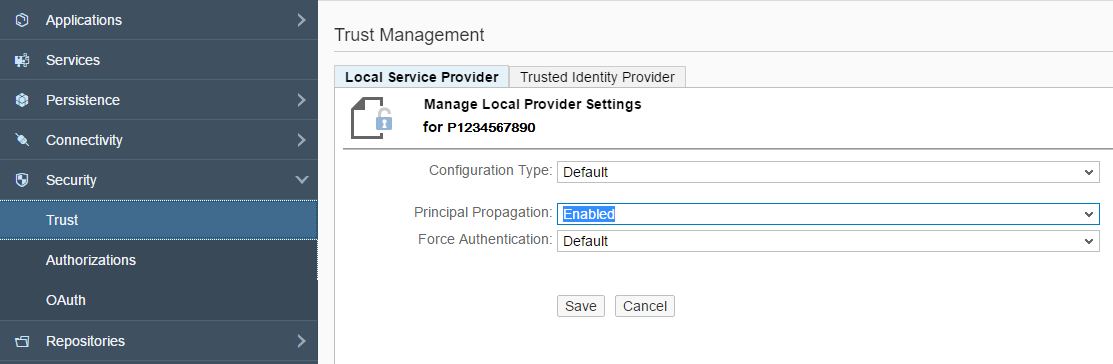 Applications
Services
Persistence
Connectivity
Security
Trust
Authorizations
OAuth
Repositories
Trust Management
Local Service Provider
Trusted Identity Provider
Manage Local Provider Settings
for P1234567890
Configuration Type: Default
Principal Propagation: Enabled
Force Authentication: Default
Save Cancel